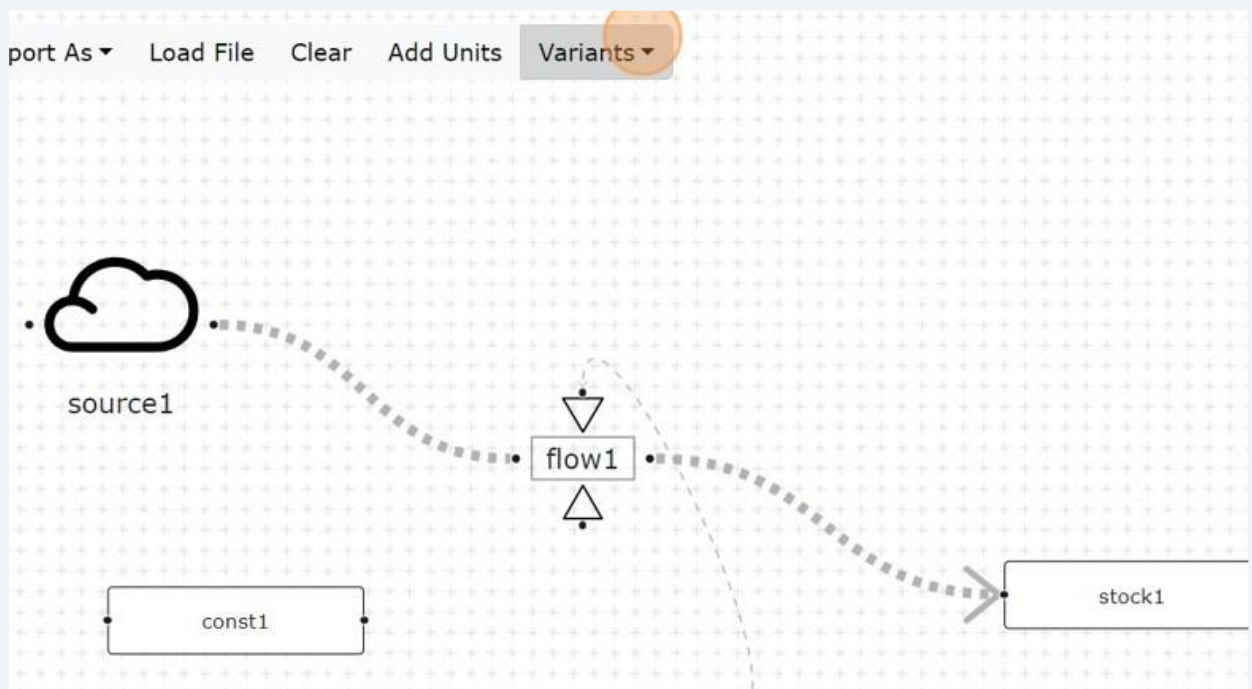 port As Load File Clear Add Units Variants
source1
flow1
stock1
const1